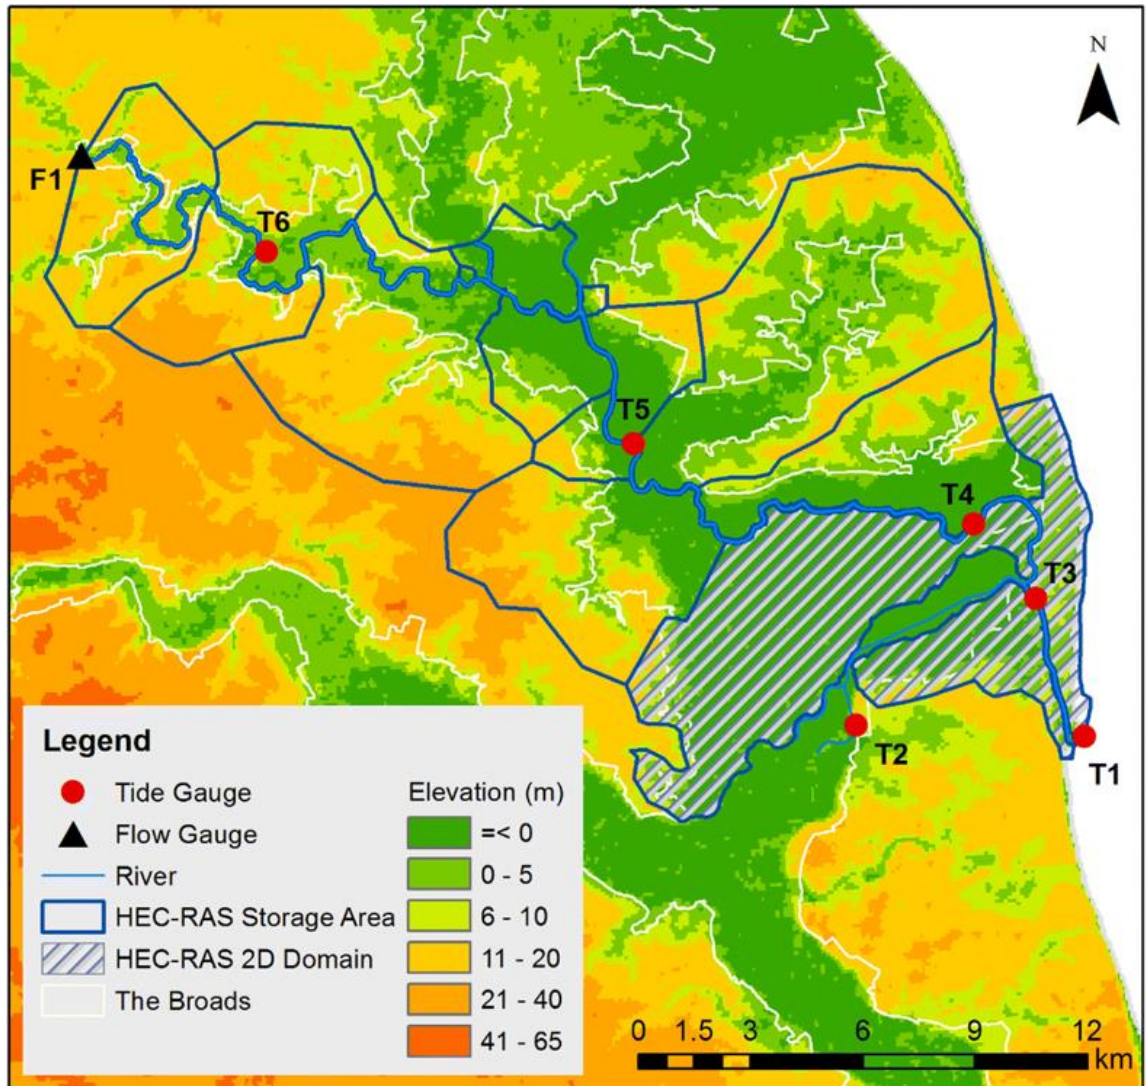 N
F1
T6
T5
T4
T3
T2
T1
Legend
Tide Gauge
Flow Gauge
River
HEC-RAS Storage Area
HEC-RAS 2D Domain
The Broads
Elevation (m)
=< 0
0 - 5
6 - 10
11 - 20
21 - 40
41 - 65
0 1.5 3 6 9 12
km